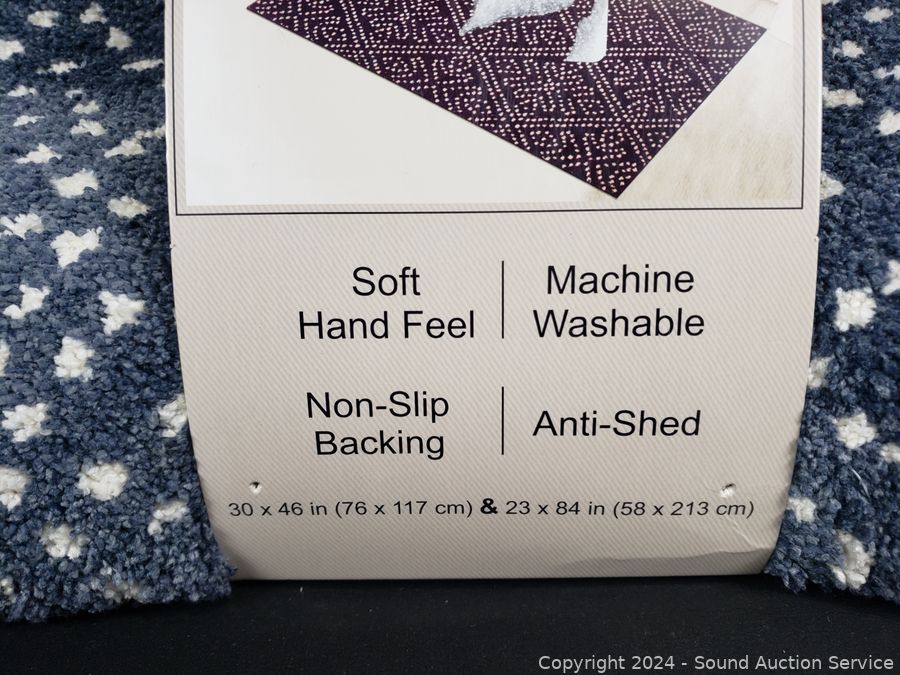 Soft
Hand Feel
Machine
Washable
Non-Slip
Backing
Anti-Shed
30 x 46 in (76 x 117 cm) & 23 x 84 in (58 x 213 cm)
Copyright 2024 - Sound Auction Service